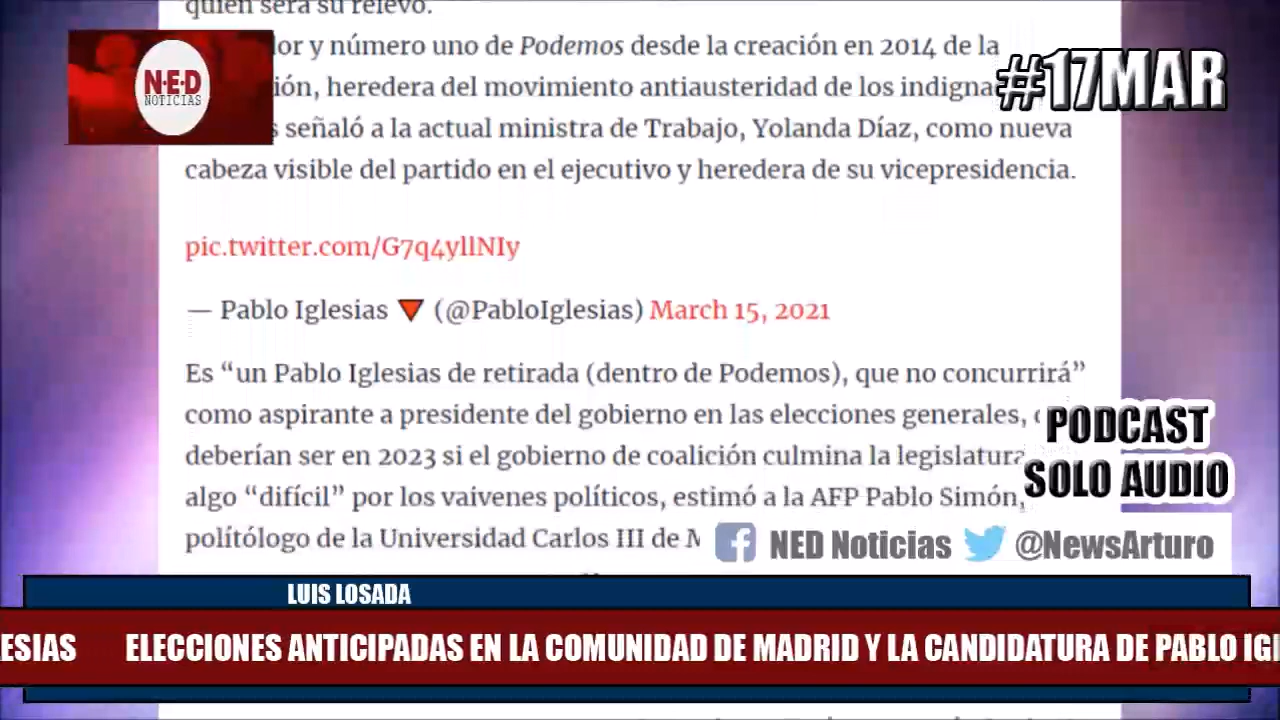 quien será su relevo.
lor y número uno de Podemos desde la creación en 2014 de la
N·E·D
NOTICIAS
#17MAR
ión, heredera del movimiento antiausteridad de los indigna
s señaló a la actual ministra de Trabajo, Yolanda Díaz, como nueva
cabeza visible del partido en el ejecutivo y heredera de su vicepresidencia.
pic.twitter.com/G7q4yllNIy
— Pablo Iglesias 🔻 (@PabloIglesias) March 15, 2021
Es “un Pablo Iglesias de retirada (dentro de Podemos), que no concurrirá”
como aspirante a presidente del gobierno en las elecciones generales,
deberían ser en 2023 si el gobierno de coalición culmina la legislatura
algo “difícil” por los vaivenes políticos, estimó a la AFP Pablo Simón,
polítólogo de la Universidad Carlos III de M
PODCAST
SOLO AUDIO
NED Noticias @NewsArturo
LUIS LOSADA
ESIAS ELECCIONES ANTICIPADAS EN LA COMUNIDAD DE MADRID Y LA CANDIDATURA DE PABLO IGL